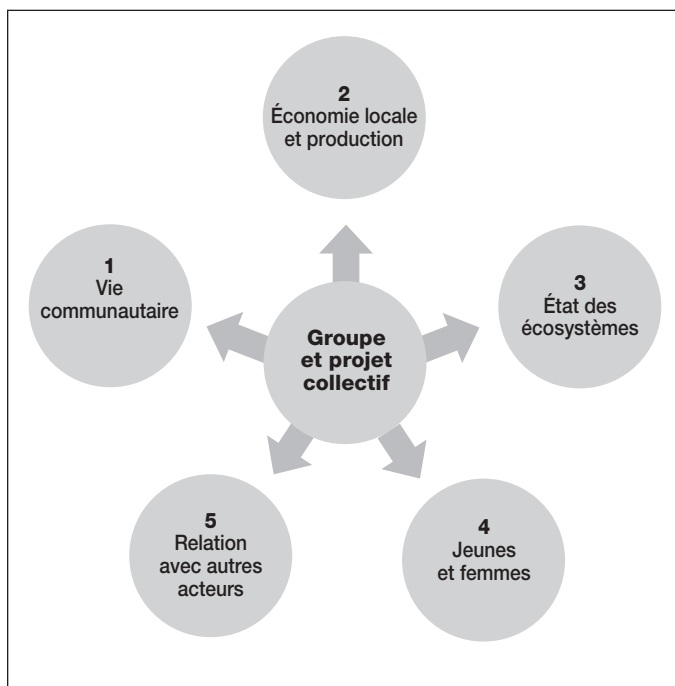 2
Économie locale
et production
1
Vie
communautaire
3
État des
écosystèmes
Groupe
et projet
collectif
5
Relation
avec autres
acteurs
4
Jeunes
et femmes